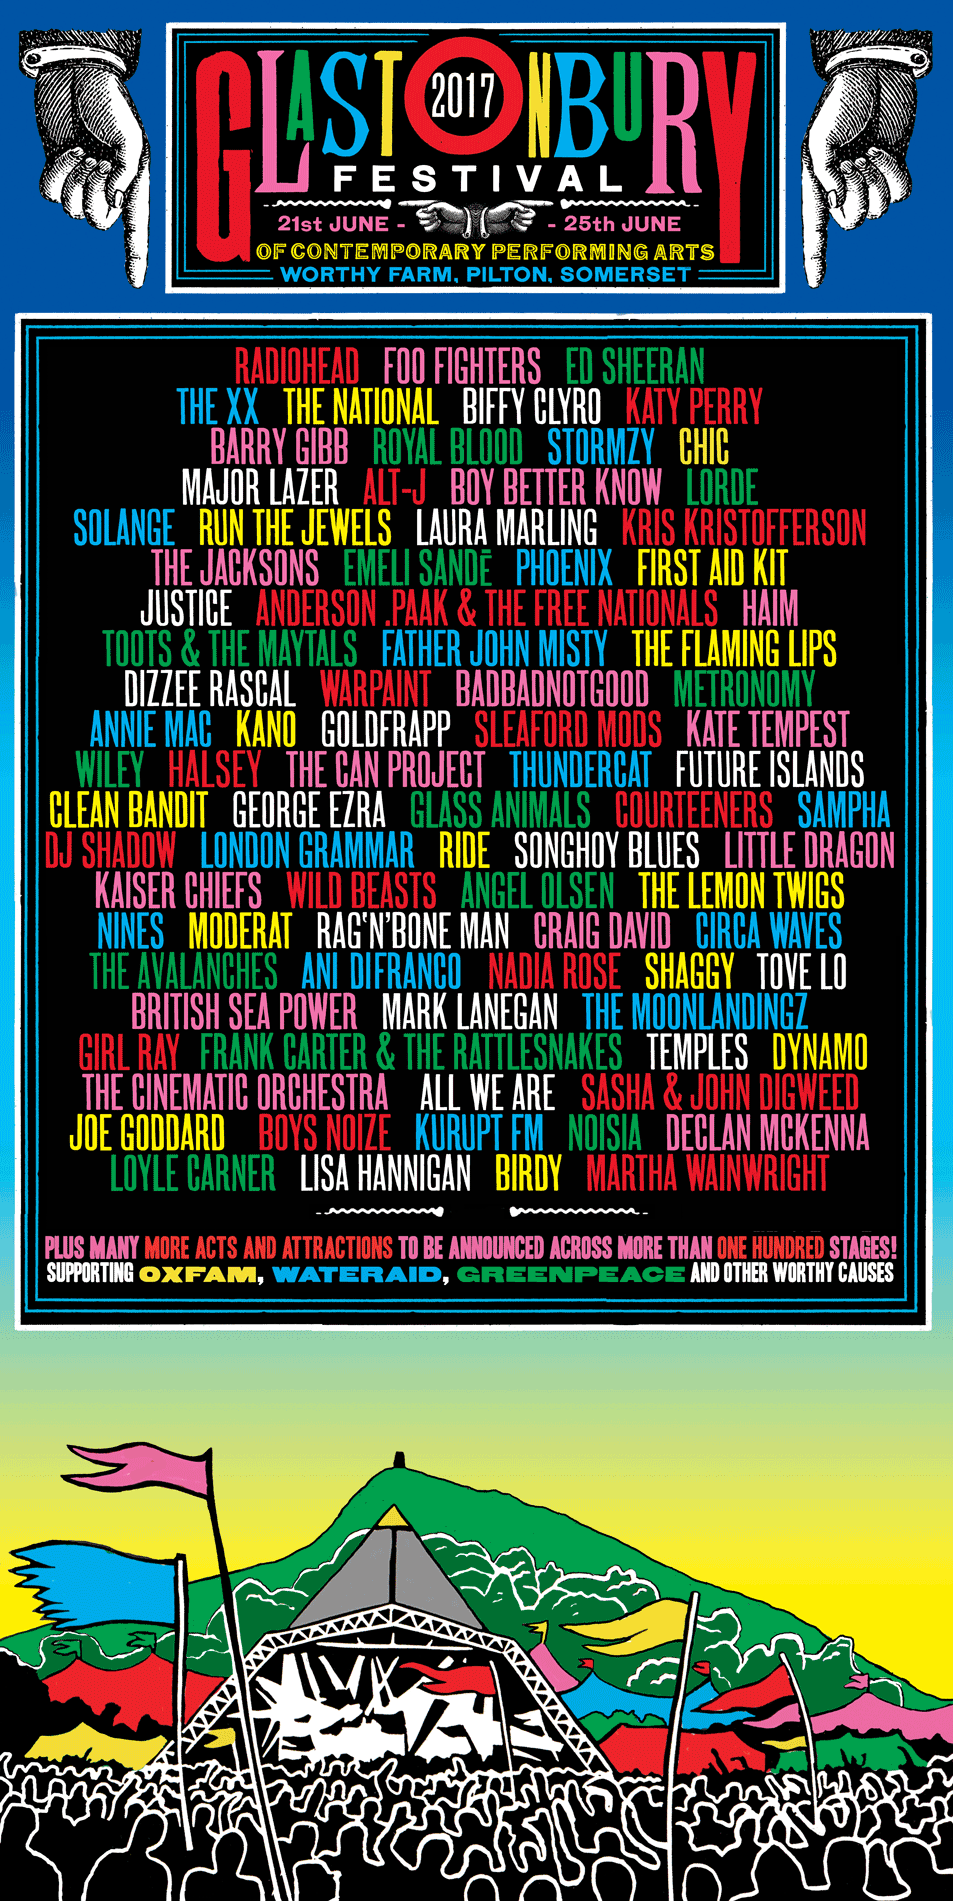 GLASTONBURY
2017
FESTIVAL
21st JUNE - - 25th JUNE
OF CONTEMPORARY PERFORMING ARTS
WORTHY FARM, PILTON, SOMERSET
RADIOHEAD FOO FIGHTERS ED SHEERAN
THE XX THE NATIONAL BIFFY CLYRO KATY PERRY
BARRY GIBB ROYAL BLOOD STORMZY CHIC
MAJOR LAZER ALT-J BOY BETTER KNOW LORDE
SOLANGE RUN THE JEWELS LAURA MARLING KRIS KRISTOFFERSON
THE JACKSONS EMELI SANDĒ PHOENIX FIRST AID KIT
JUSTICE ANDERSON .PAAK & THE FREE NATIONALS HAIM
TOOTS & THE MAYTALS FATHER JOHN MISTY THE FLAMING LIPS
DIZZEE RASCAL WARPAINT BADBADNOTGOOD METRONOMY
ANNIE MAC KANO GOLDFRAPP SLEAFORD MODS KATE TEMPEST
WILEY HALSEY THE CAN PROJECT THUNDERCAT FUTURE ISLANDS
CLEAN BANDIT GEORGE EZRA GLASS ANIMALS COURTEENERS SAMPHA
DJ SHADOW LONDON GRAMMAR RIDE SONGHOY BLUES LITTLE DRAGON
KAISER CHIEFS WILD BEASTS ANGEL OLSEN THE LEMON TWIGS
NINES MODERAT RAG'N'BONE MAN CRAIG DAVID CIRCA WAVES
THE AVALANCHES ANI DIFRANCO NADIA ROSE SHAGGY TOVE LO
BRITISH SEA POWER MARK LANEGAN THE MOONLANDINGZ
GIRL RAY FRANK CARTER & THE RATTLESNAKES TEMPLES DYNAMO
THE CINEMATIC ORCHESTRA ALL WE ARE SASHA & JOHN DIGWEED
JOE GODDARD BOYS NOIZE KURUPT FM NOISIA DECLAN MCKENNA
LOYLE CARNER LISA HANNIGAN BIRDY MARTHA WAINWRIGHT
PLUS MANY MORE ACTS AND ATTRACTIONS TO BE ANNOUNCED ACROSS MORE THAN ONE HUNDRED STAGES!
SUPPORTING OXFAM, WATERAID, GREENPEACE AND OTHER WORTHY CAUSES